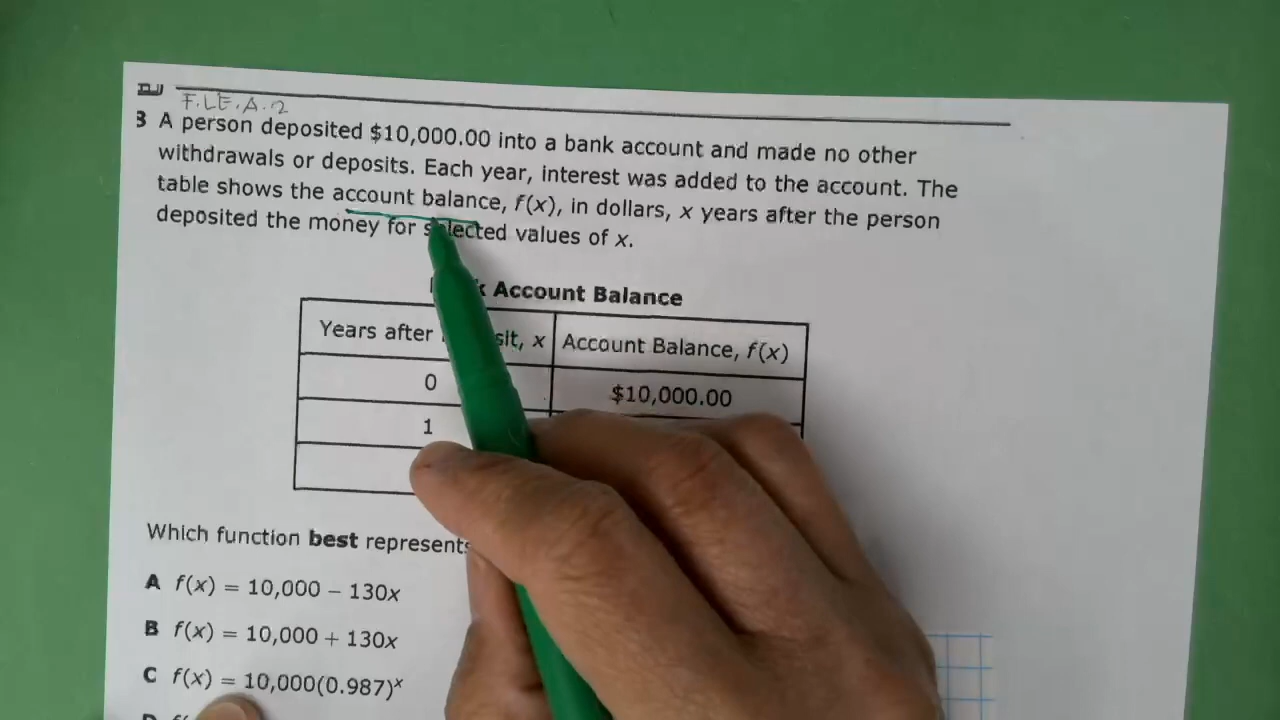 F.LE.A.2
3 A person deposited $10,000.00 into a bank account and made no other
withdrawals or deposits. Each year, interest was added to the account. The
table shows the account balance, f(x), in dollars, x years after the person
deposited the money for selected values of x.
Account Balance
Years after x Account Balance, f(x)
0 $10,000.00
1
Which function best represents
A f(x) = 10,000 − 130x
B f(x) = 10,000 + 130x
C f(x) = 10,000(0.987)ˣ